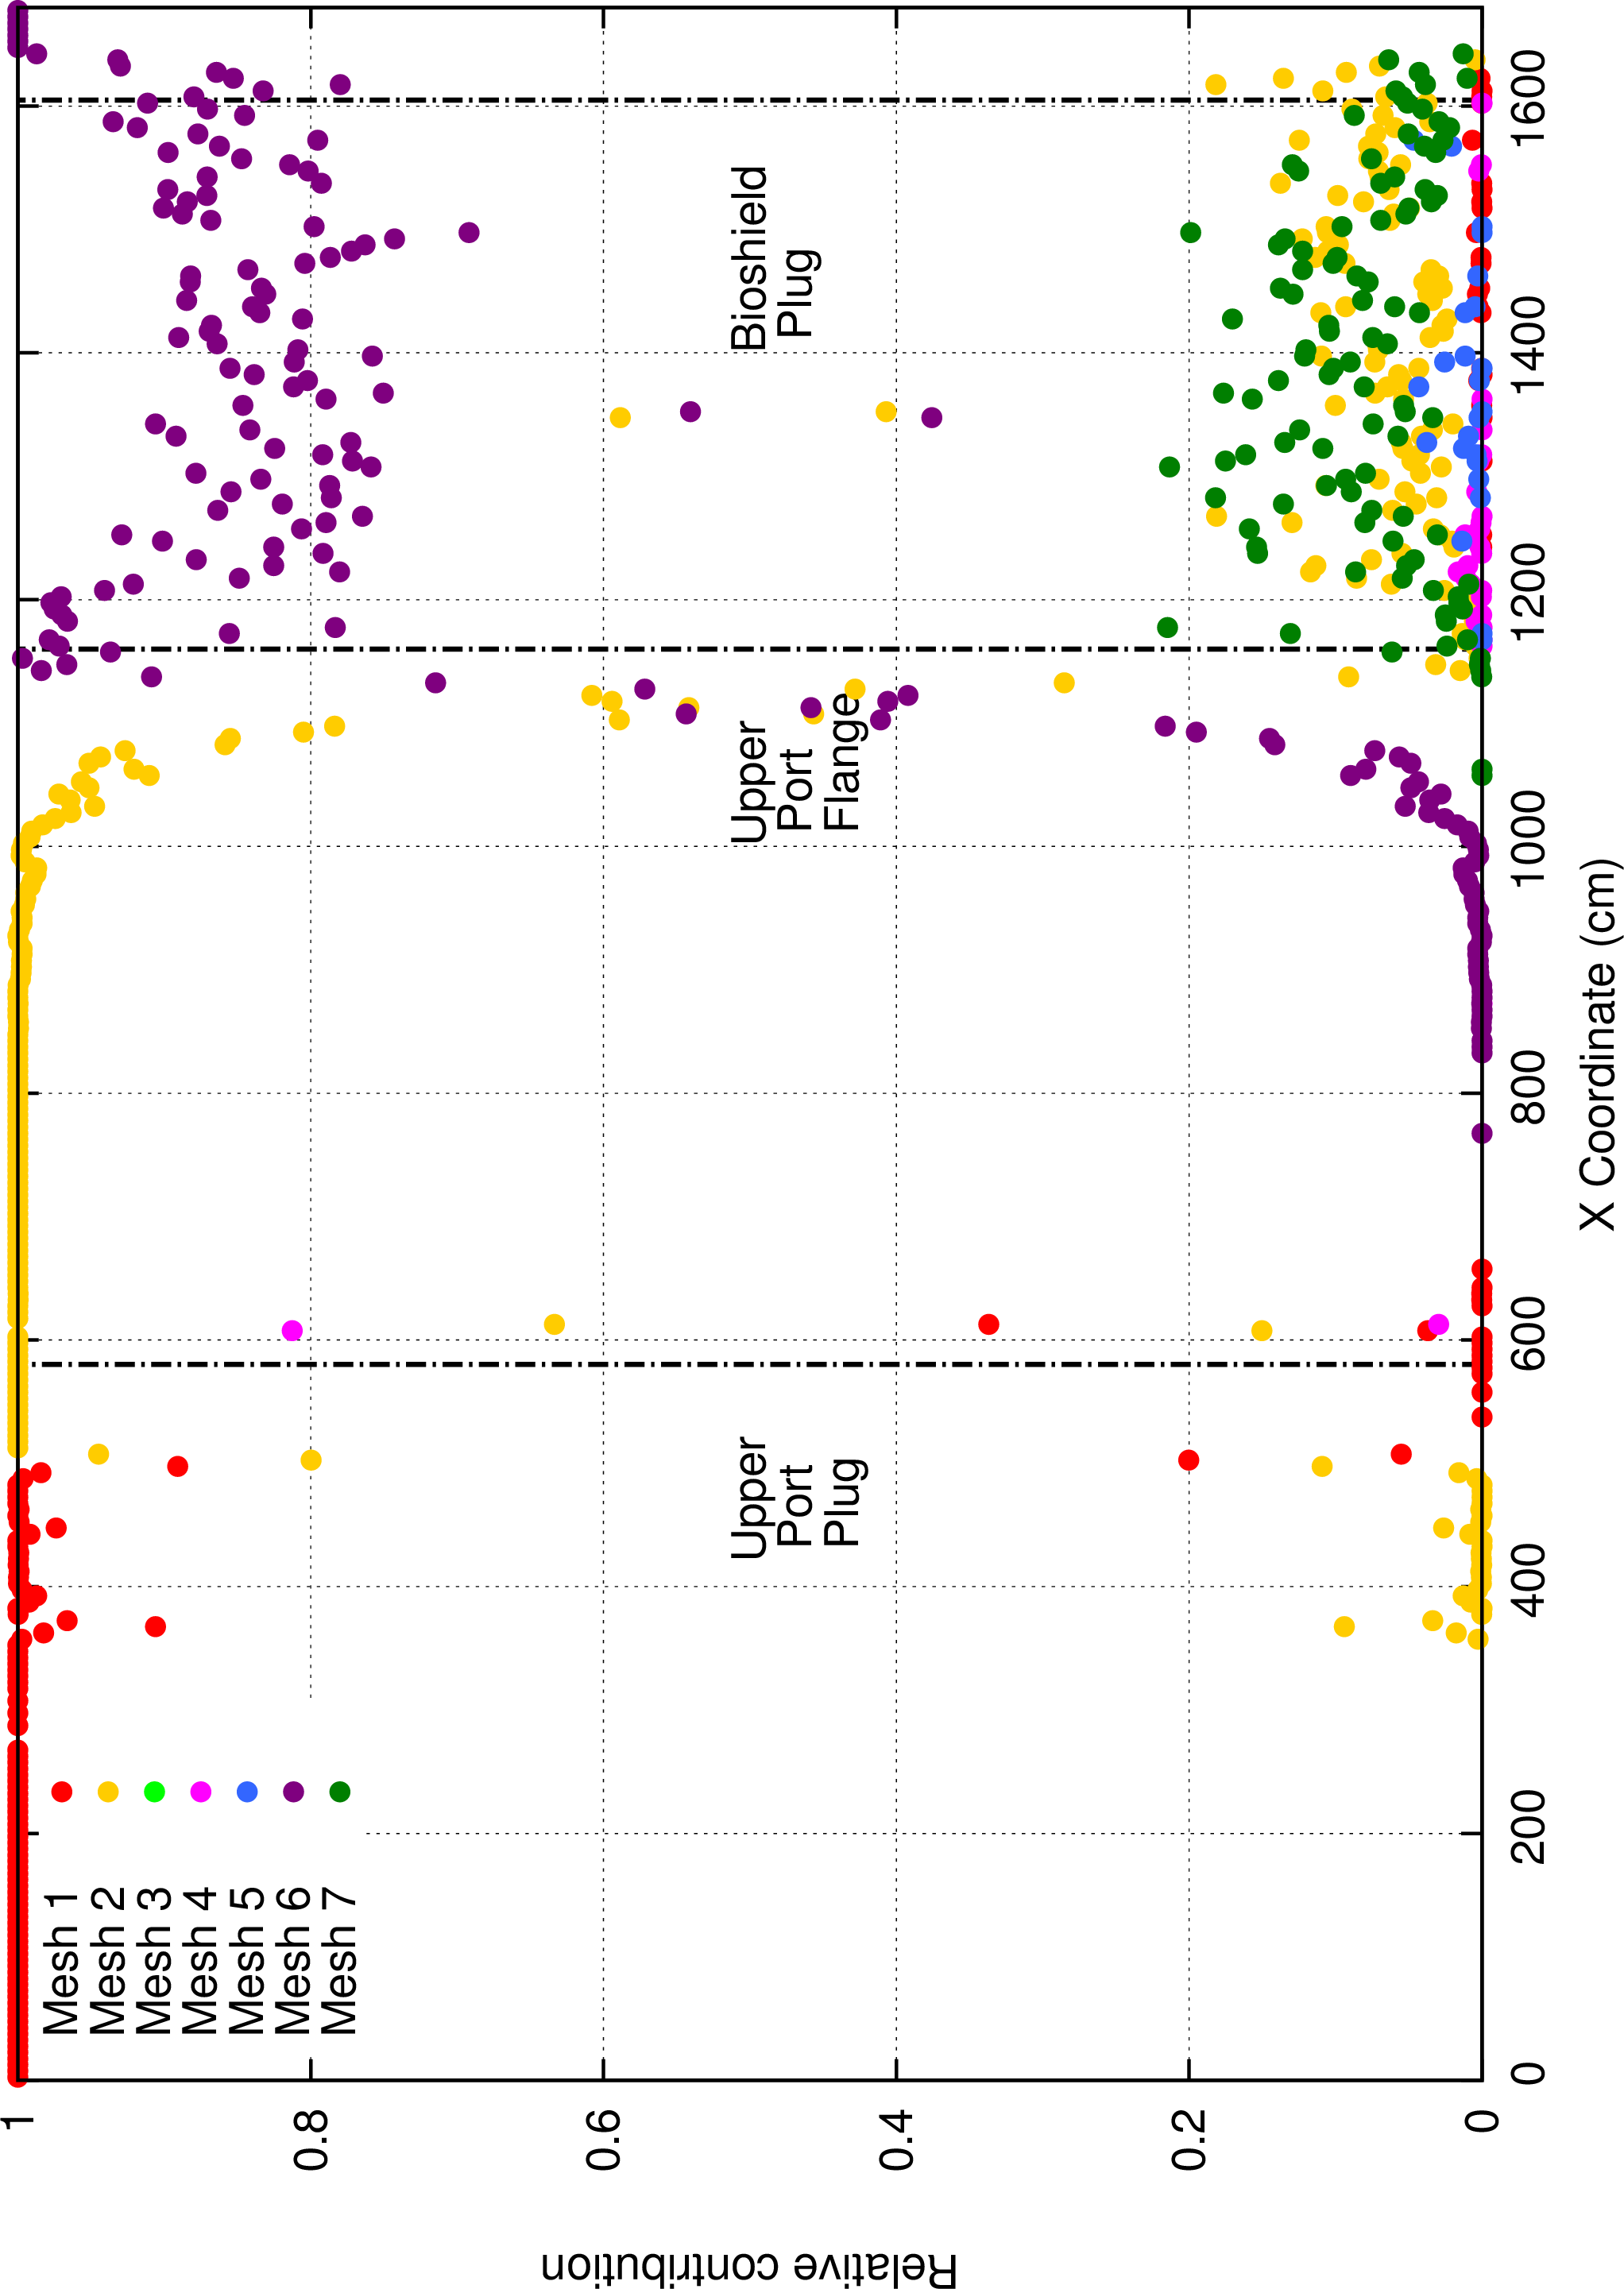 Relative contribution
1
0.8
0.6
0.4
0.2
0
0
200
400
600
800
1000
1200
1400
1600
X Coordinate (cm)
Mesh 1
Mesh 2
Mesh 3
Mesh 4
Mesh 5
Mesh 6
Mesh 7
Upper
Port
Plug
Upper
Port
Flange
Bioshield
Plug